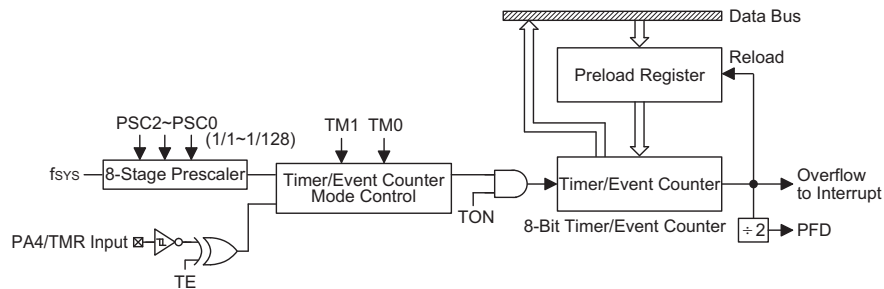 Data Bus
Preload Register
Reload
PSC2~PSC0
(1/1~1/128)
TM1 TM0
fSYS
8-Stage Prescaler
Timer/Event Counter
Mode Control
TON
Timer/Event Counter
8-Bit Timer/Event Counter
Overflow
to Interrupt
÷ 2
PFD
PA4/TMR Input
TE